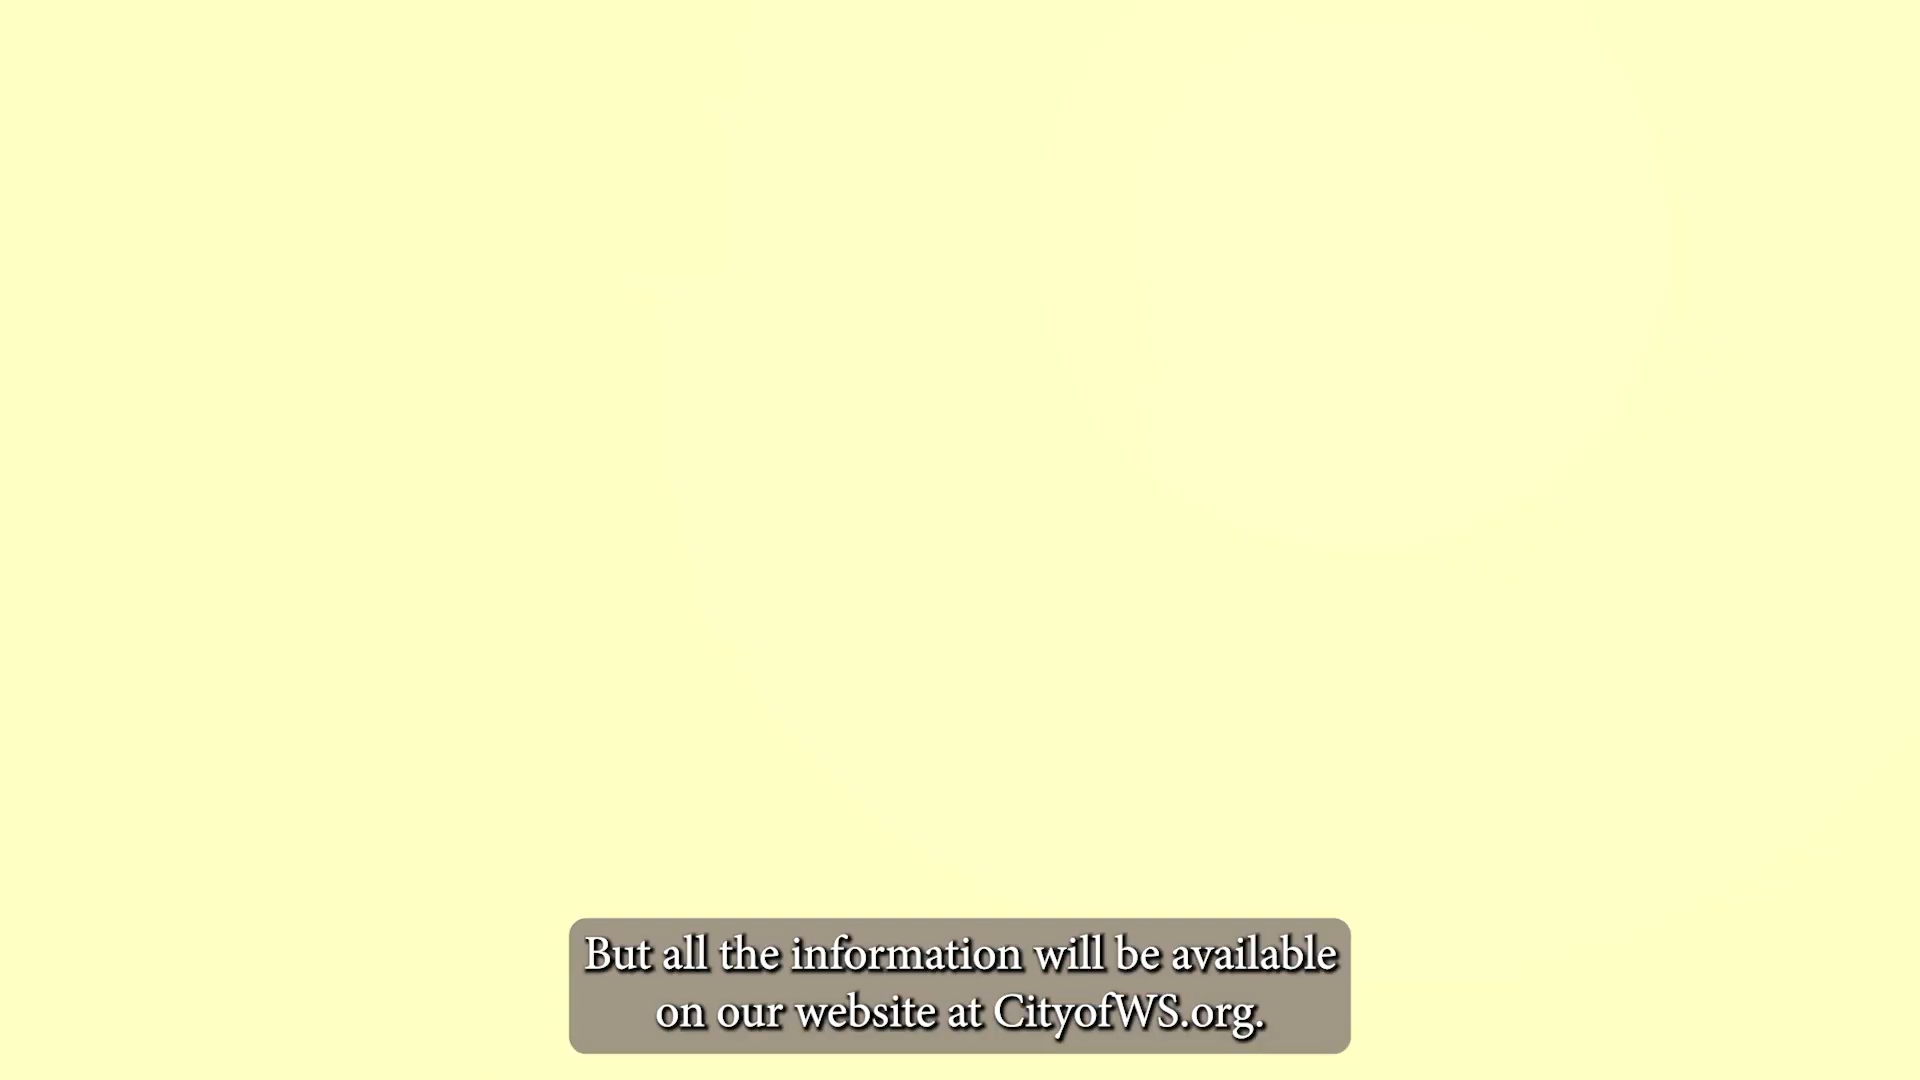 But all the information will be available
on our website at CityofWS.org.